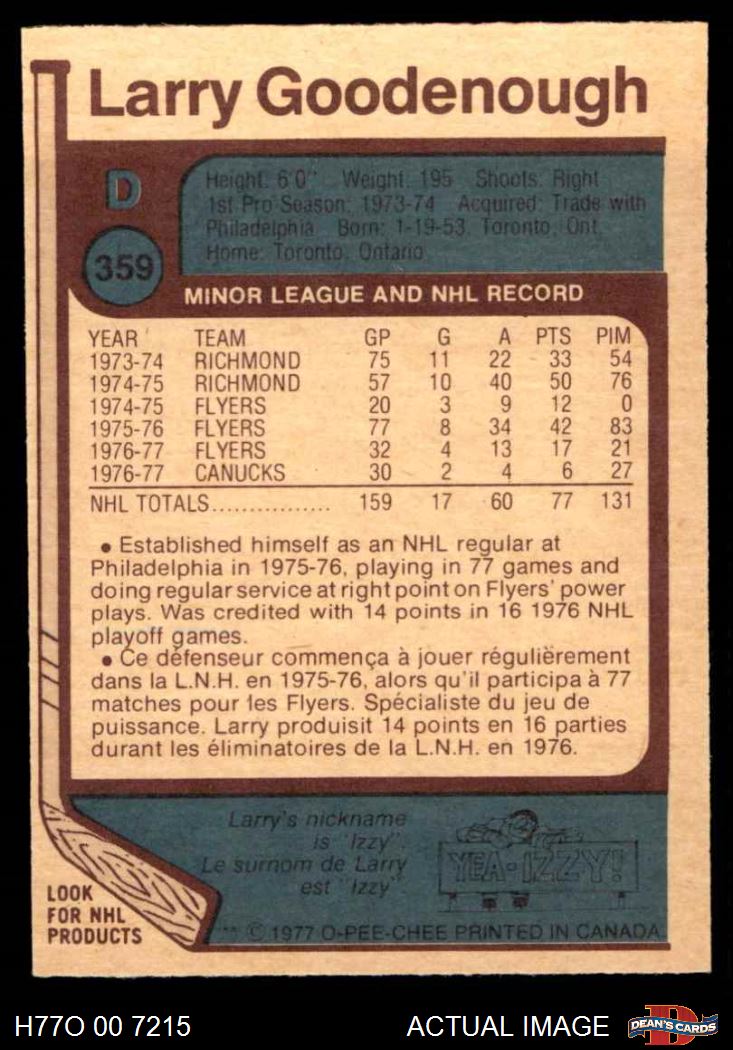 Larry Goodenough
D
Height: 6'0" Weight: 195 Shoots: Right
1st Pro Season: 1973-74 Acquired: Trade with
Philadelphia Born: 1-19-53, Toronto, Ont.
Home: Toronto, Ontario
359
MINOR LEAGUE AND NHL RECORD
YEAR TEAM GP G A PTS PIM
1973-74 RICHMOND 75 11 22 33 54
1974-75 RICHMOND 57 10 40 50 76
1974-75 FLYERS 20 3 9 12 0
1975-76 FLYERS 77 8 34 42 83
1976-77 FLYERS 32 4 13 17 21
1976-77 CANUCKS 30 2 4 6 27
NHL TOTALS................ 159 17 60 77 131
• Established himself as an NHL regular at
Philadelphia in 1975-76, playing in 77 games and
doing regular service at right point on Flyers' power
plays. Was credited with 14 points in 16 1976 NHL
playoff games.
• Ce défenseur commença à jouer régulièrement
dans la L.N.H. en 1975-76, alors qu'il participa à 77
matches pour les Flyers. Spécialiste du jeu de
puissance. Larry produisit 14 points en 16 parties
durant les éliminatoires de la L.N.H. en 1976.
Larry's nickname
is "Izzy".
Le surnom de Larry
est "Izzy".
YEA-IZZY!
LOOK
FOR NHL
PRODUCTS
*** © 1977 O-PEE-CHEE PRINTED IN CANADA
H77O 00 7215
ACTUAL IMAGE
D
DEAN'S CARDS